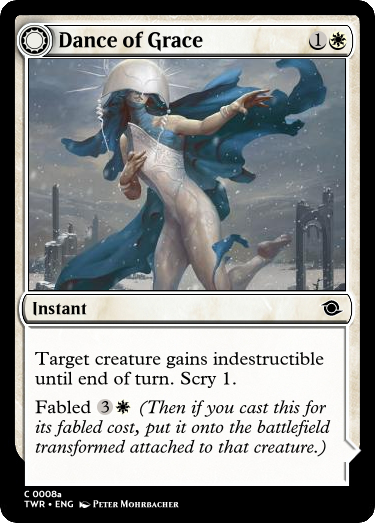 Dance of Grace 1
Instant
Target creature gains indestructible
until end of turn. Scry 1.
Fabled 3 (Then if you cast this for
its fabled cost, put it onto the battlefield
transformed attached to that creature.)
C 0008a
TWR • ENG Peter Mohrbacher